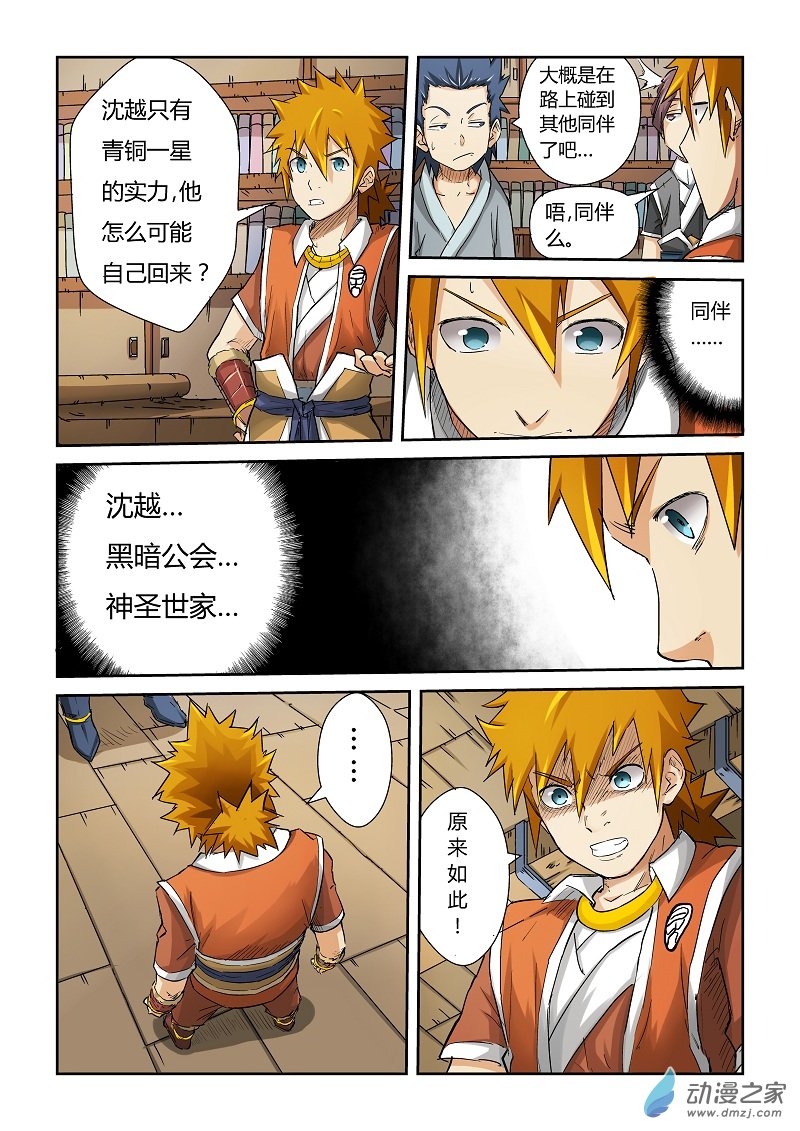 沈越只有
青铜一星
的实力,他
怎么可能
自己回来？
大概是在
路上碰到
其他同伴
了吧...
唔,同伴
么。
同伴
......
沈越...
黑暗公会...
神圣世家...
......
原来如此！
动漫之家
www.dmzj.com